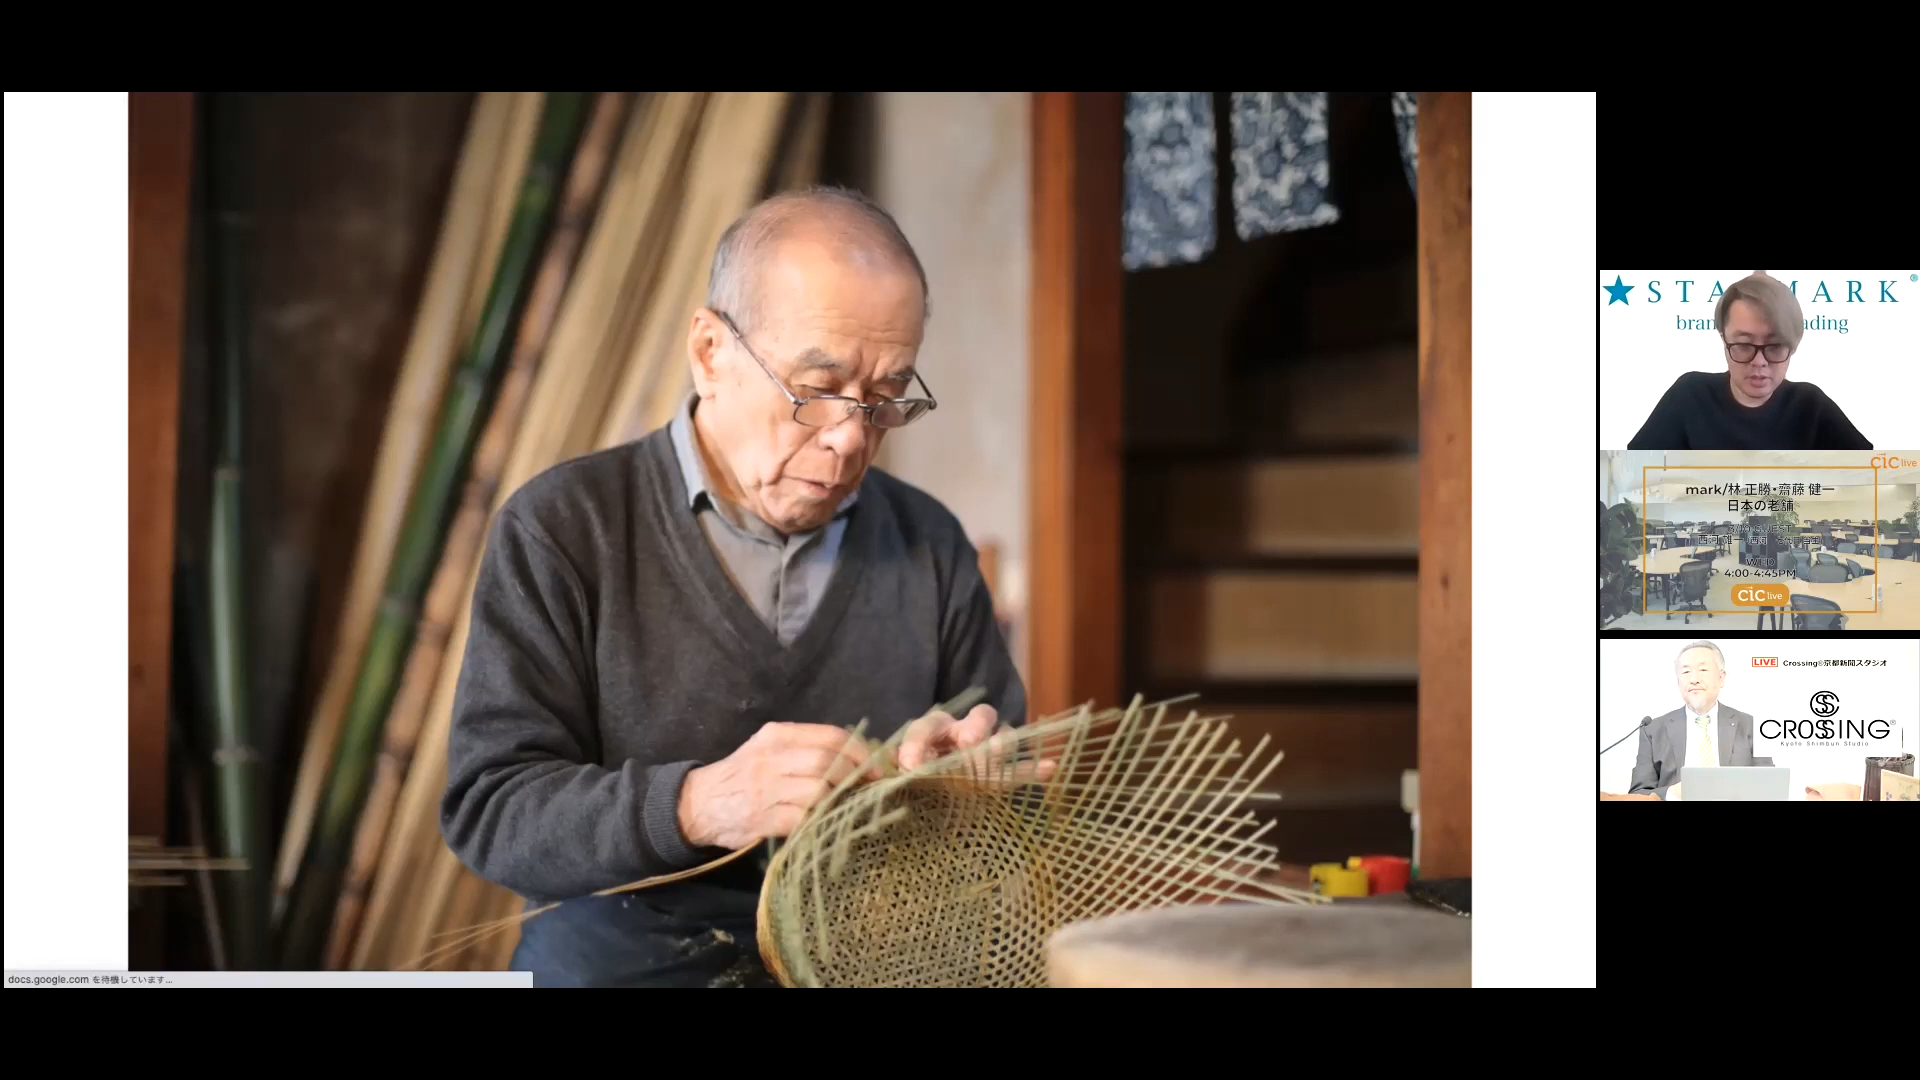 docs.google.com を待機しています...
STA MARK®
bran ading
CIC live
mark/林 正勝・齋藤 健一
日本の老舗
WED
4:00-4:45PM
CIC live
LIVE Crossing®京都新聞スタジオ
CROSSING®
Kyoto Shimbun Studio